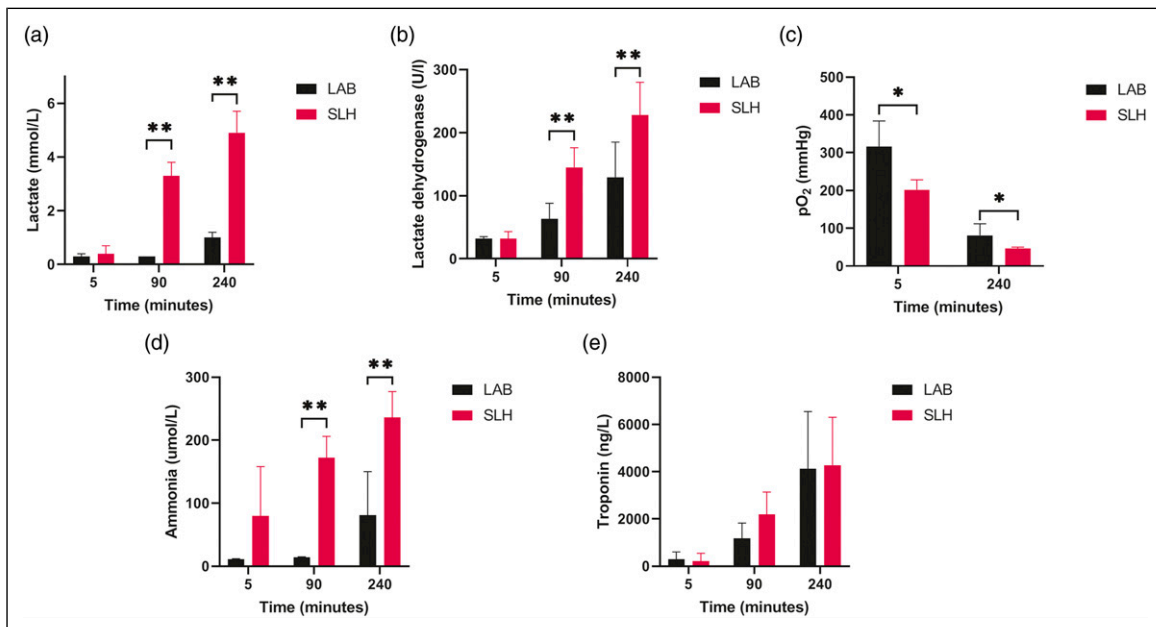 (a)
Lactate (mmol/L)
6
4
2
0
**
**
5 90 240
Time (minutes)
LAB
SLH
(b)
Lactate dehydrogenase (U/l)
300
200
100
0
**
**
5 90 240
Time (minutes)
LAB
SLH
(c)
pO2 (mmHg)
500
400
300
200
100
0
*
*
5 240
Time (minutes)
LAB
SLH
(d)
Ammonia (umol/L)
300
200
100
0
**
**
5 90 240
Time (minutes)
LAB
SLH
(e)
Troponin (ng/L)
8000
6000
4000
2000
0
5 90 240
Time (minutes)
LAB
SLH